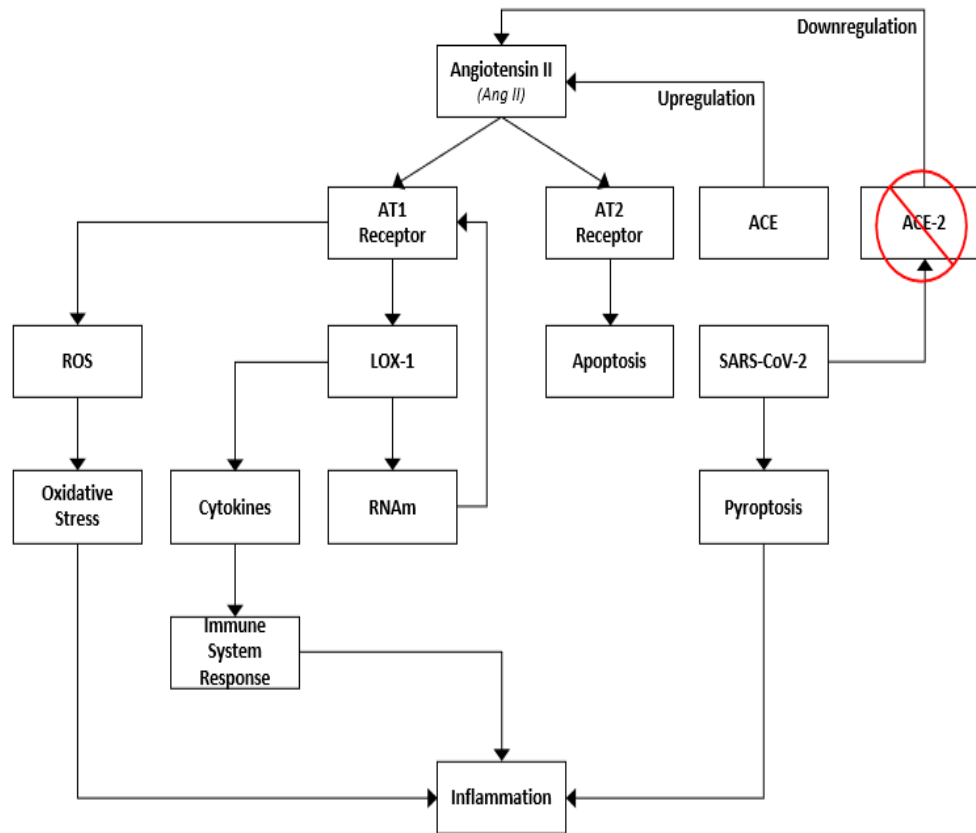 Downregulation
Angiotensin II
(Ang II)
Upregulation
AT1
Receptor
AT2
Receptor
ACE
ACE-2
ROS
LOX-1
Apoptosis
SARS-CoV-2
Oxidative
Stress
Cytokines
RNAm
Pyroptosis
Immune
System
Response
Inflammation